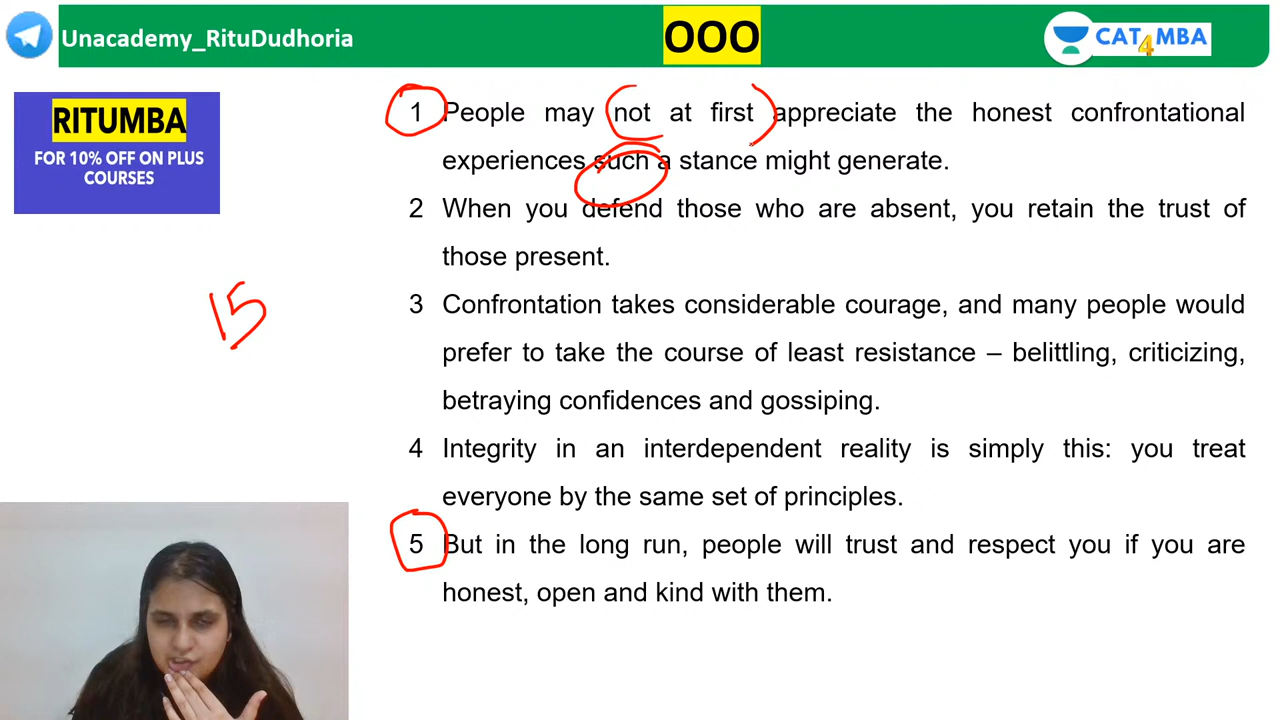 Unacademy_RituDudhoria
OOO
CAT4MBA
RITUMBA
FOR 10% OFF ON PLUS
COURSES
1 People may not at first appreciate the honest confrontational
experiences such a stance might generate.
2 When you defend those who are absent, you retain the trust of
those present.
15
3 Confrontation takes considerable courage, and many people would
prefer to take the course of least resistance – belittling, criticizing,
betraying confidences and gossiping.
4 Integrity in an interdependent reality is simply this: you treat
everyone by the same set of principles.
5 But in the long run, people will trust and respect you if you are
honest, open and kind with them.